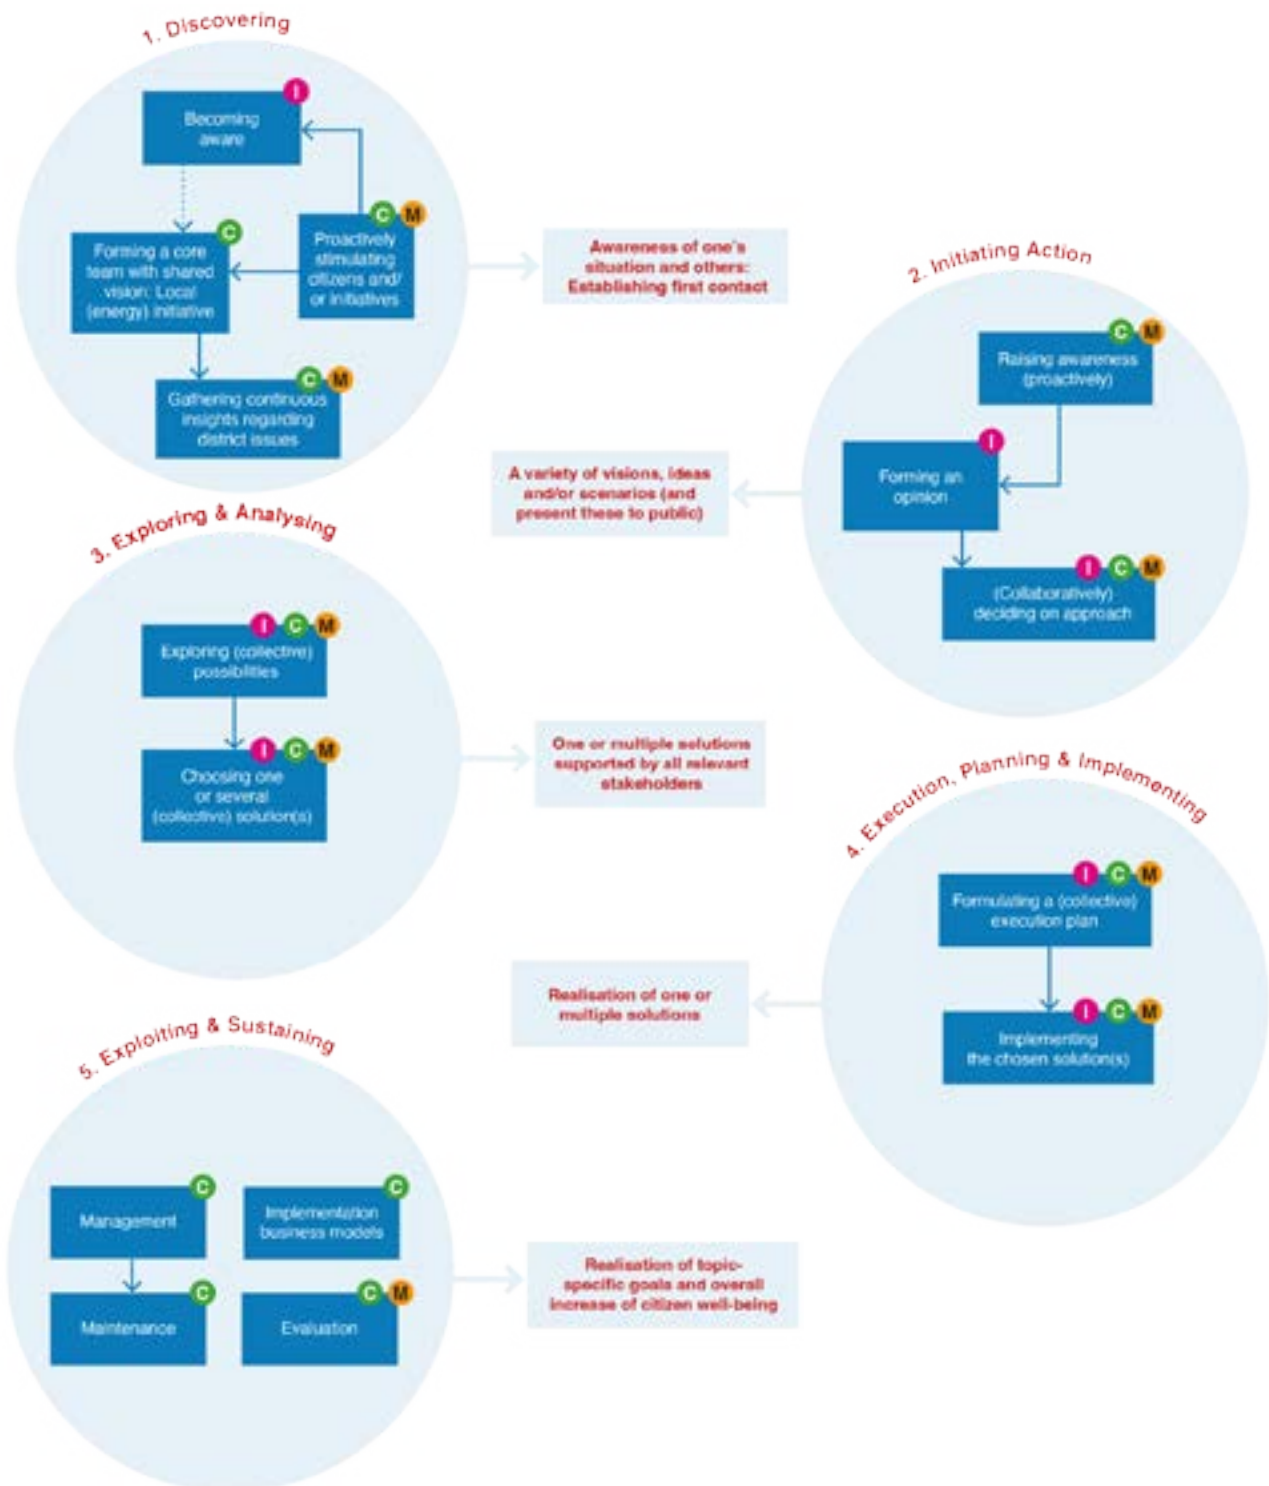 1. Discovering
I
Becoming
aware
C M
Proactively
stimulating
citizens and/
or initiatives
C
Forming a core
team with shared
vision: Local
(energy) initiative
C M
Gathering continuous
insights regarding
district issues
Awareness of one's
situation and others:
Establishing first contact
2. Initiating Action
C M
Raising awareness
(proactively)
I
Forming an
opinion
I C M
(Collaboratively)
deciding on approach
A variety of visions, ideas
and/or scenarios (and
present these to public)
3. Exploring & Analysing
I C M
Exploring (collective)
possibilities
I C M
Choosing one
or several
(collective) solution(s)
One or multiple solutions
supported by all relevant
stakeholders
4. Execution, Planning & Implementing
I C M
Formulating a (collective)
execution plan
I C M
Implementing
the chosen solution(s)
Realisation of one or
multiple solutions
5. Exploiting & Sustaining
C
Management
C
Implementation
business models
C
Maintenance
C M
Evaluation
Realisation of topic-
specific goals and overall
increase of citizen well-being